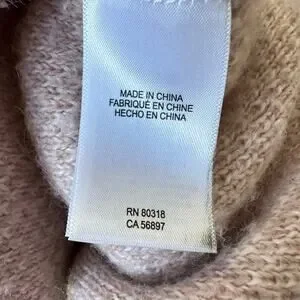 MADE IN CHINA
FABRIQUÉ EN CHINE
HECHO EN CHINA
RN 80318
CA 56897